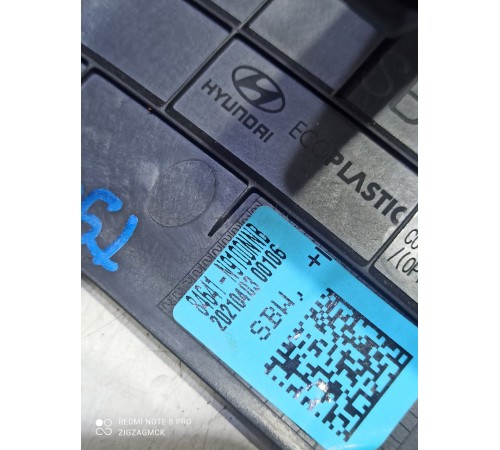 HYUNDAI
ECOPLASTIC
84651-N9100NNB
20210403 00106
SBW.
REDMI NOTE 8 PRO
ZIGZAGMCK